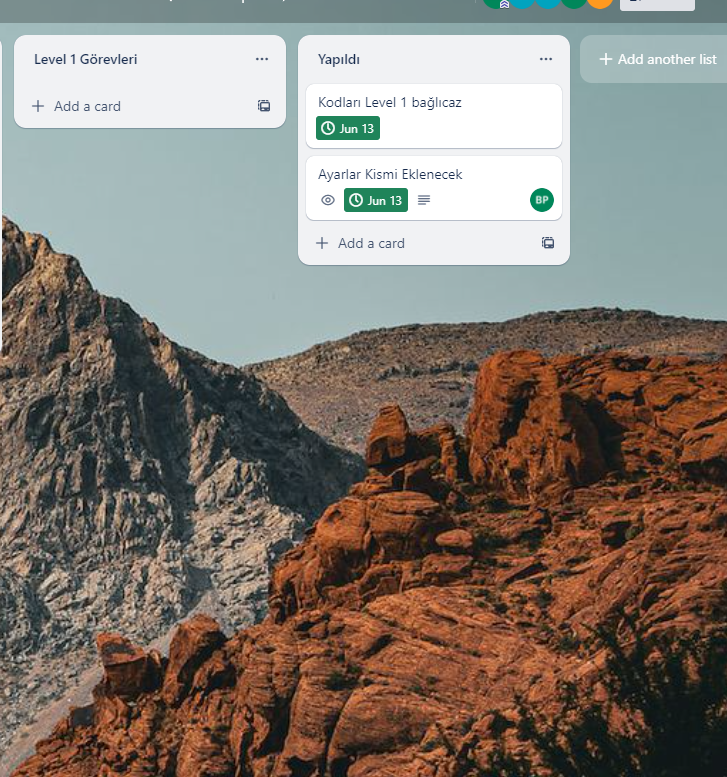 Level 1 Görevleri
Add a card
Yapıldı
Kodları Level 1 bağlıcaz
Jun 13
Ayarlar Kismi Eklenecek
Jun 13
BP
Add a card
Add another list